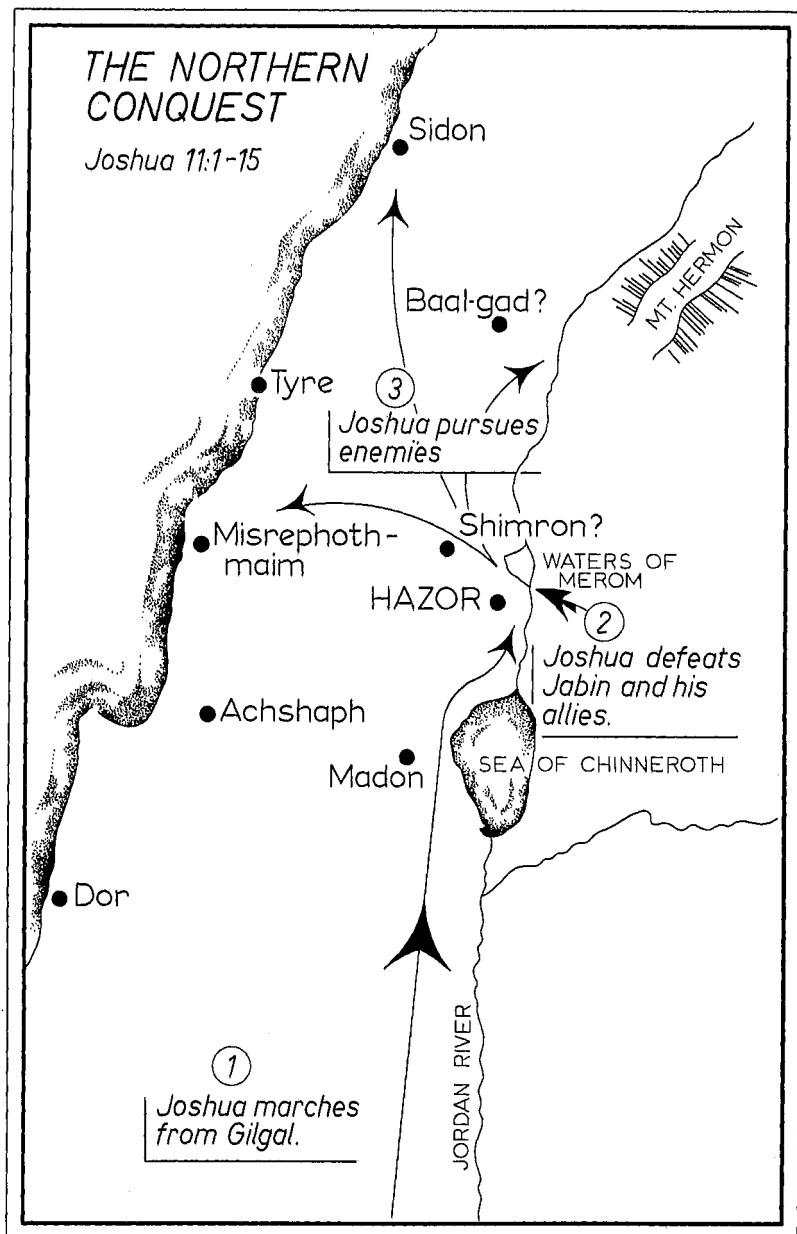 THE NORTHERN
CONQUEST
Joshua 11:1-15
Sidon
MT. HERMON
Baal-gad?
Tyre
3
Joshua pursues
enemies
Misrephoth-
maim
Shimron?
WATERS OF
MEROM
HAZOR
2
Joshua defeats
Jabin and his
allies.
Achshaph
Madon
SEA OF CHINNEROTH
Dor
JORDAN RIVER
1
Joshua marches
from Gilgal.